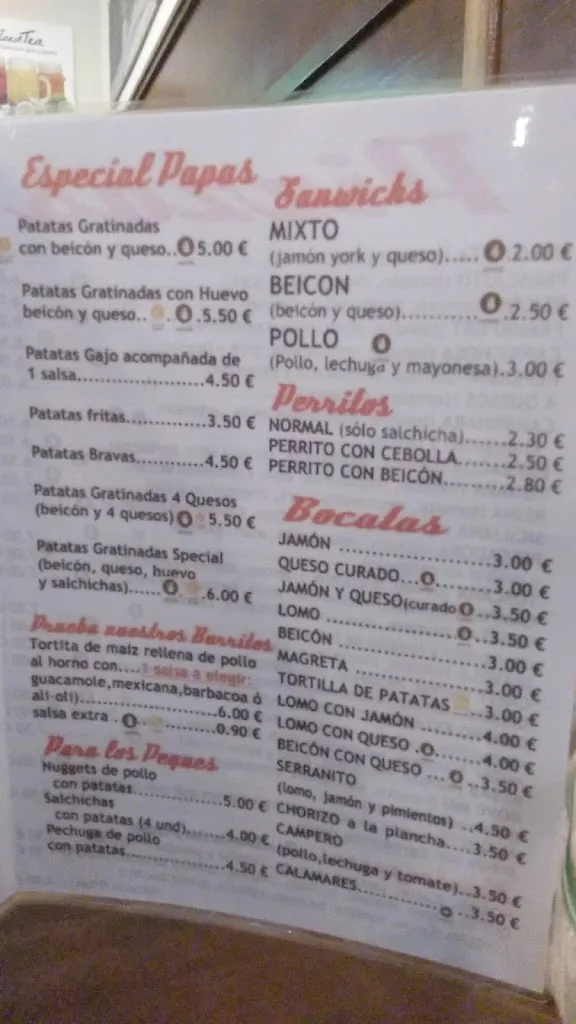 Iced Tea
Especial Papas
Patatas Gratinadas
con beicón y queso..5.00 €
Patatas Gratinadas con Huevo
beicón y queso.. . .5.50 €
Patatas Gajo acompañada de
1 salsa...................4.50 €
Patatas fritas.............3.50 €
Patatas Bravas............4.50 €
Patatas Gratinadas 4 Quesos
(beicón y 4 quesos) 5.50 €
Patatas Gratinadas Special
(beicón, queso, huevo
y salchichas)...... .6.00 €
Prueba nuestros Burritos
Tortita de maíz rellena de pollo
al horno con....1 salsa a elegir:
guacamole,mexicana,barbacoa ó
ali-oli).....................6.00 €
salsa extra . ..........0.90 €
Para los Peques
Nuggets de pollo
con patatas..............5.00 €
Salchichas
con patatas (4 und).......4.00 €
Pechuga de pollo
con patatas...............4.50 €
Sanwichs
MIXTO
(jamón york y queso)..... .2.00 €
BEICON
(beicón y queso)........... .2.50 €
POLLO
(Pollo, lechuga y mayonesa).3.00 €
Perritos
NORMAL (sólo salchicha)......2.30 €
PERRITO CON CEBOLLA.......2.50 €
PERRITO CON BEICÓN.........2.80 €
Bocatas
JAMÓN ......................3.00 €
QUESO CURADO... ........3.00 €
JAMÓN Y QUESO(curado ..3.50 €
LOMO .................. ..3.50 €
BEICÓN .....................3.00 €
MAGRETA ...................3.00 €
TORTILLA DE PATATAS ..3.00 €
LOMO CON JAMÓN .........4.00 €
LOMO CON QUESO . .......4.00 €
BEICÓN CON QUESO ... ..3.50 €
SERRANITO
(lomo, jamón y pimientos) ..4.50 €
CHORIZO a la plancha....3.50 €
CAMPERO
(pollo,lechuga y tomate)..3.50 €
CALAMARES........... ..3.50 €